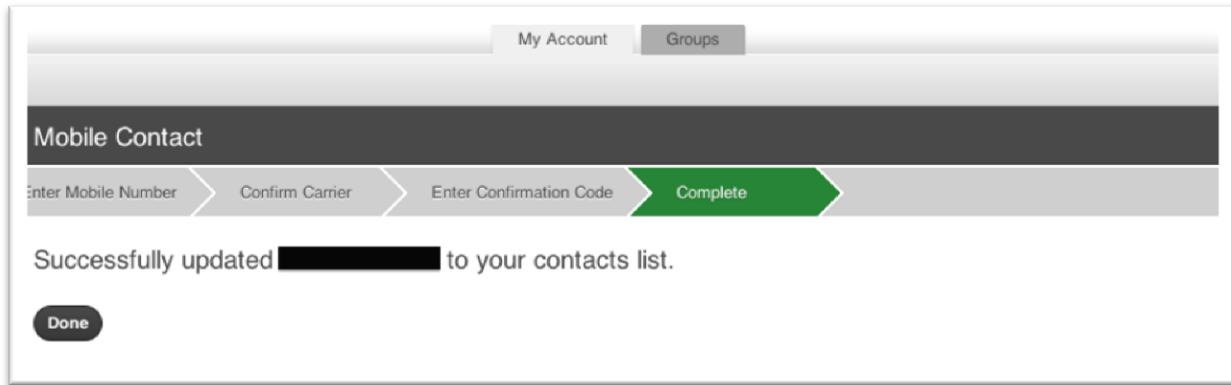 My Account Groups
Mobile Contact
Enter Mobile Number Confirm Carrier Enter Confirmation Code Complete
Successfully updated to your contacts list.
Done